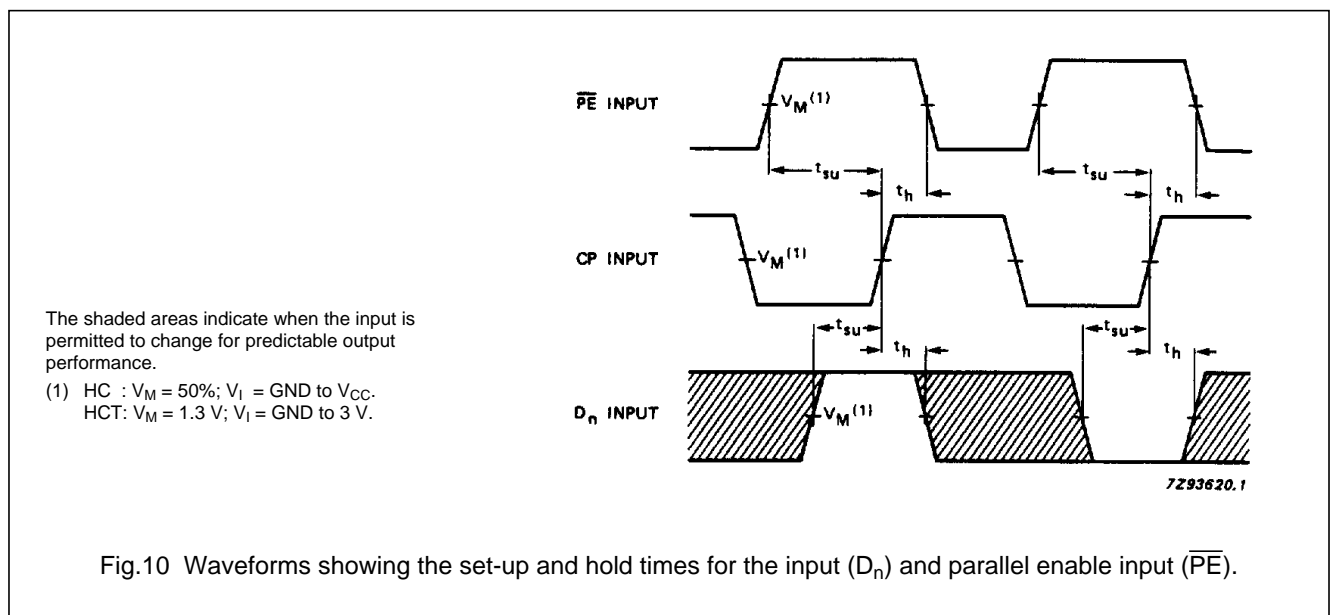 P̅E̅ INPUT
V_M(1)
t_su
t_su
t_h
t_h
CP INPUT
V_M(1)
t_su
t_su
t_h
t_h
D_n INPUT
V_M(1)
7Z93620.1
The shaded areas indicate when the input is
permitted to change for predictable output
performance.
(1) HC : V_M = 50%; V_I = GND to V_CC.
HCT: V_M = 1.3 V; V_I = GND to 3 V.
Fig.10 Waveforms showing the set-up and hold times for the input (D_n) and parallel enable input (P̅E̅).